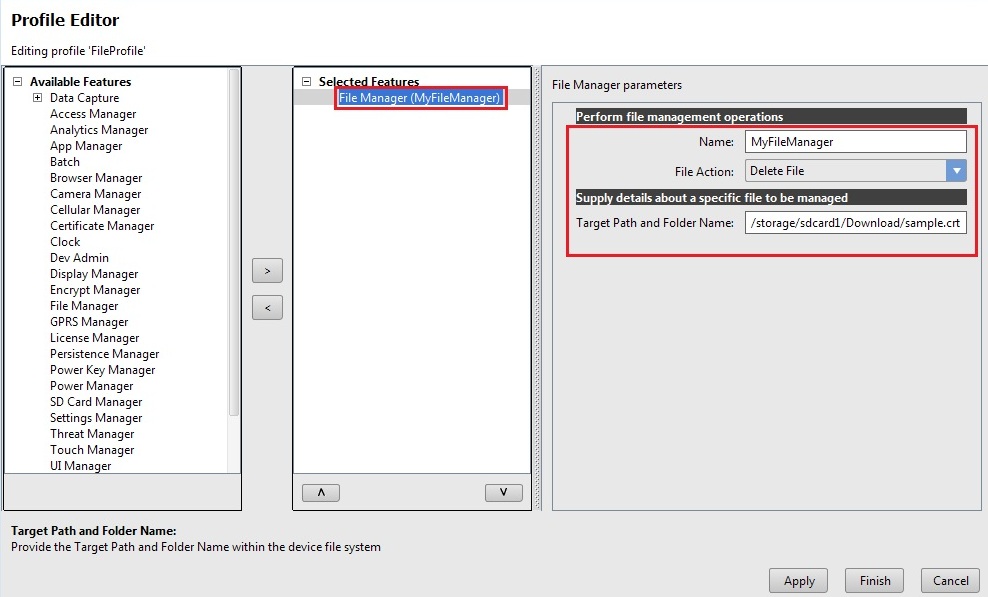 Profile Editor
Editing profile 'FileProfile'
Available Features
Data Capture
Access Manager
Analytics Manager
App Manager
Batch
Browser Manager
Camera Manager
Cellular Manager
Certificate Manager
Clock
Dev Admin
Display Manager
Encrypt Manager
File Manager
GPRS Manager
License Manager
Persistence Manager
Power Key Manager
Power Manager
SD Card Manager
Settings Manager
Threat Manager
Touch Manager
UI Manager
>
<
Selected Features
File Manager (MyFileManager)
File Manager parameters
Perform file management operations
Name: MyFileManager
File Action: Delete File
Supply details about a specific file to be managed
Target Path and Folder Name: /storage/sdcard1/Download/sample.crt
Target Path and Folder Name:
Provide the Target Path and Folder Name within the device file system
Apply Finish Cancel